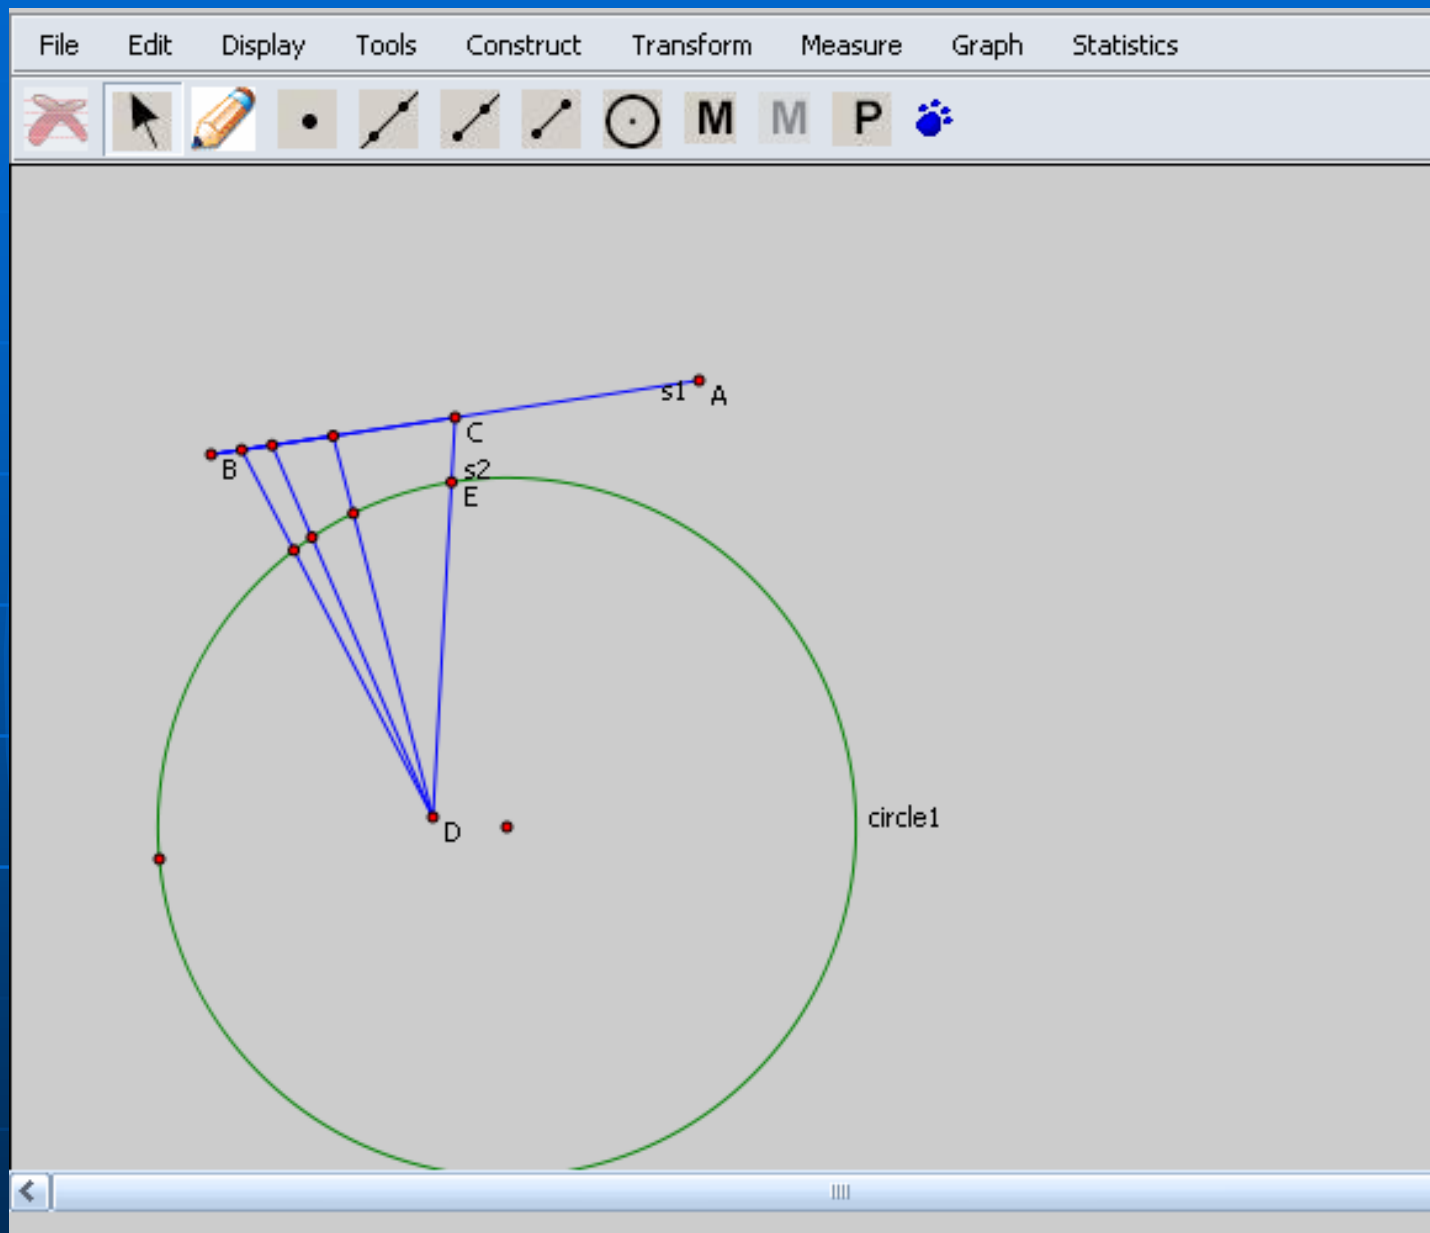 File Edit Display Tools Construct Transform Measure Graph Statistics
M M P
s1 A
C
B
s2
E
circle1
D